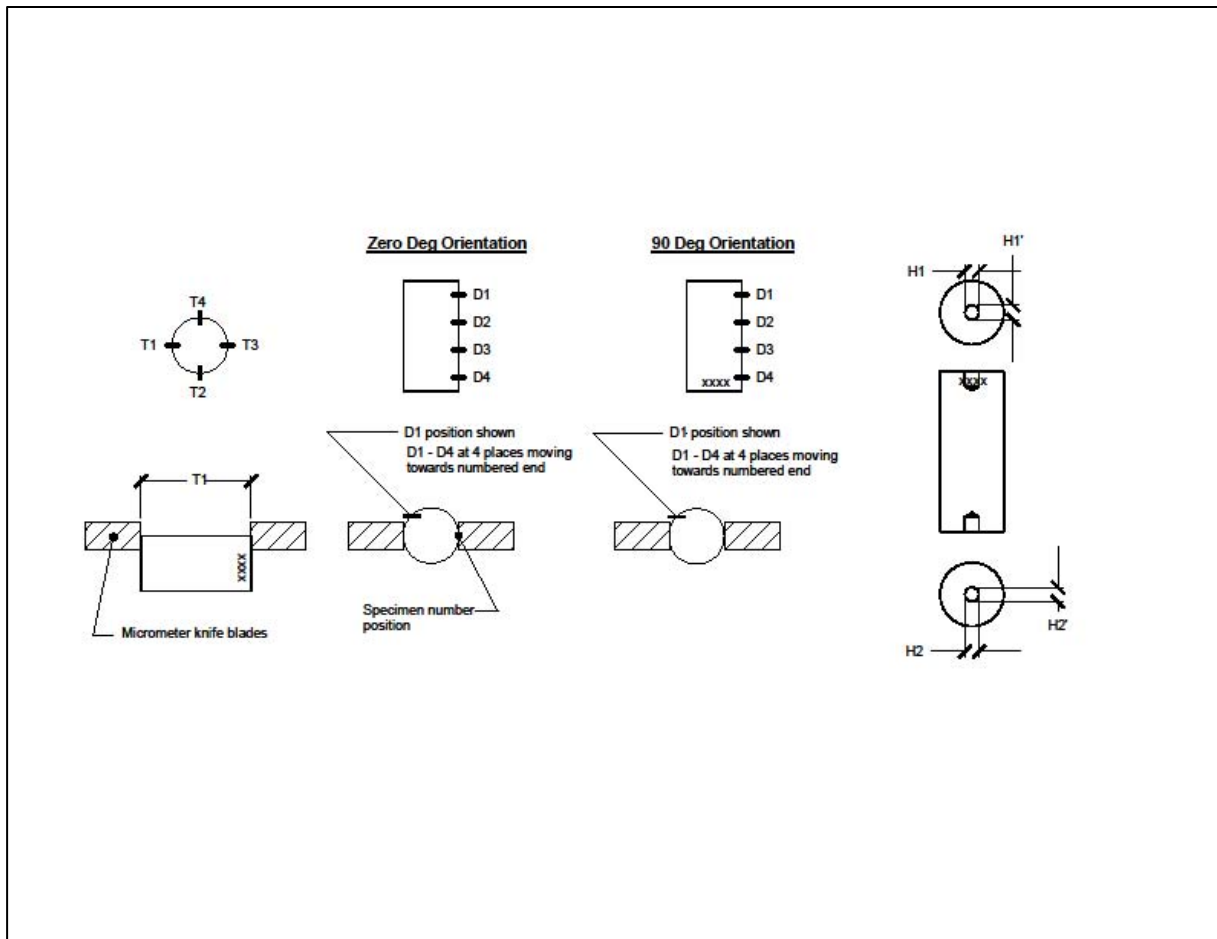 Zero Deg Orientation
90 Deg Orientation
H1'
H1
D1
D2
D3
D4
D1
D2
D3
xxxx
D4
T4
T1
T3
T2
xxxx
D1 position shown
D1 - D4 at 4 places moving
towards numbered end
D1 position shown
D1 - D4 at 4 places moving
towards numbered end
T1
xxxx
Specimen number
position
Micrometer knife blades
H2'
H2